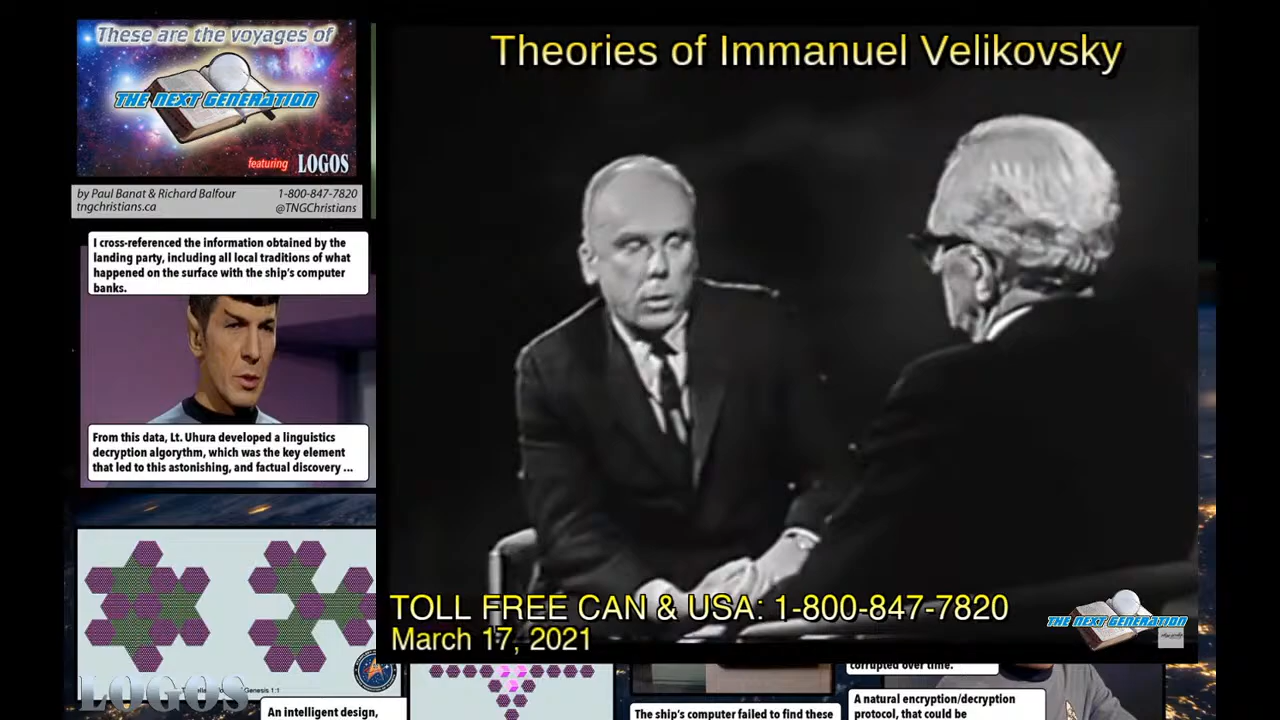 These are the voyages of
THE NEXT GENERATION
featuring LOGOS
by Paul Banat & Richard Balfour 1-800-847-7820
tngchristians.ca @TNGChristians
I cross-referenced the information obtained by the
landing party, including all local traditions of what
happened on the surface with the ship's computer
banks.
From this data, Lt. Uhura developed a linguistics
decryption algorythm, which was the key element
that led to this astonishing, and factual discovery ...
Genesis 1:1
LOGOS
An intelligent design,
Theories of Immanuel Velikovsky
TOLL FREE CAN & USA: 1-800-847-7820
March 17, 2021
THE NEXT GENERATION
The ship's computer failed to find these
corrupted over time.
A natural encryption/decryption
protocol, that could be